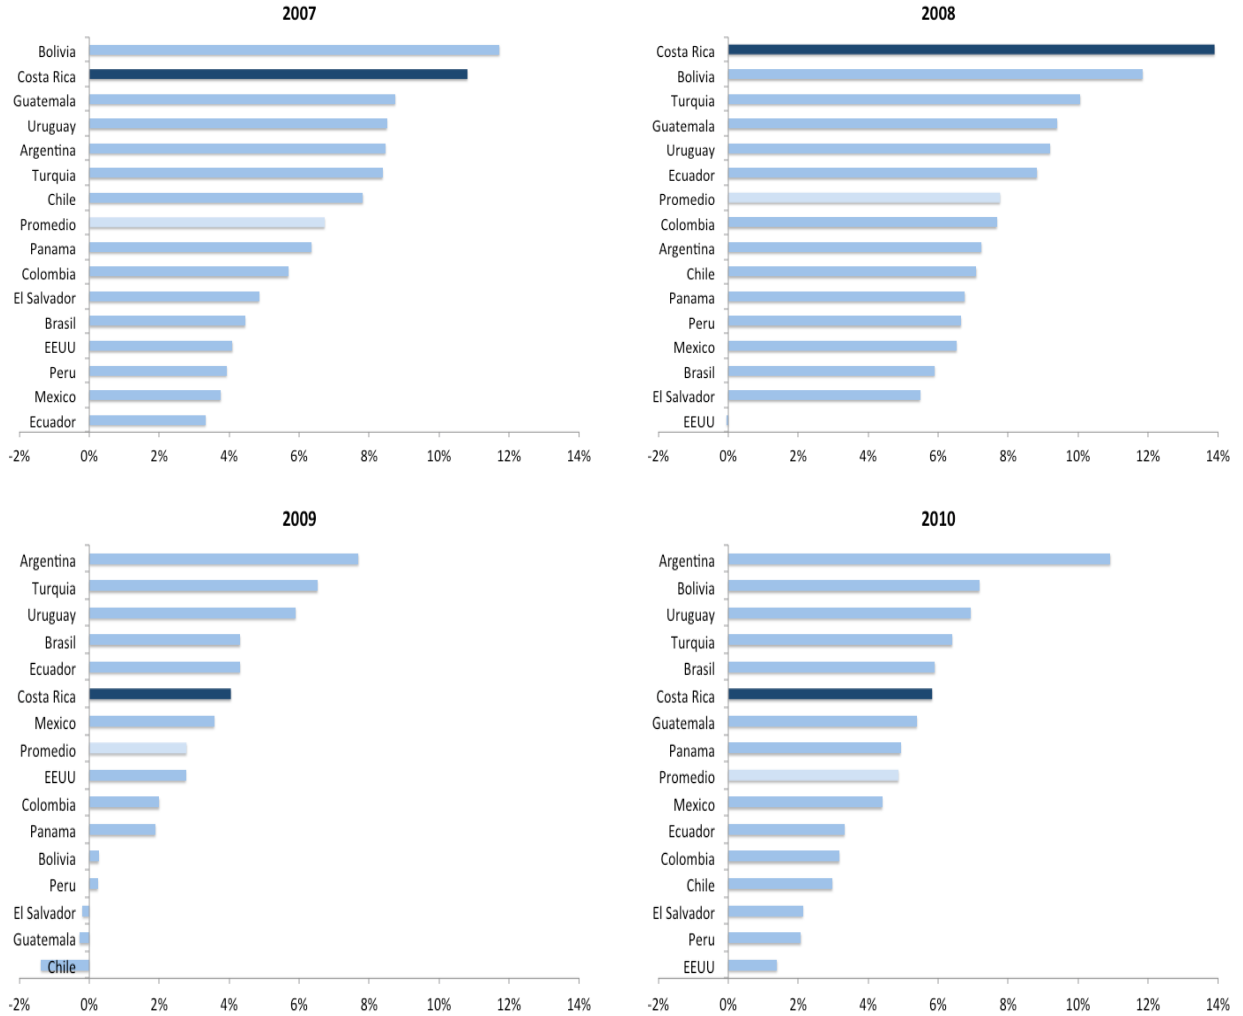 2007
Bolivia
Costa Rica
Guatemala
Uruguay
Argentina
Turquia
Chile
Promedio
Panama
Colombia
El Salvador
Brasil
EEUU
Peru
Mexico
Ecuador
-2% 0% 2% 4% 6% 8% 10% 12% 14%
2008
Costa Rica
Bolivia
Turquia
Guatemala
Uruguay
Ecuador
Promedio
Colombia
Argentina
Chile
Panama
Peru
Mexico
Brasil
El Salvador
EEUU
-2% 0% 2% 4% 6% 8% 10% 12% 14%
2009
Argentina
Turquia
Uruguay
Brasil
Ecuador
Costa Rica
Mexico
Promedio
EEUU
Colombia
Panama
Bolivia
Peru
El Salvador
Guatemala
Chile
-2% 0% 2% 4% 6% 8% 10% 12% 14%
2010
Argentina
Bolivia
Uruguay
Turquia
Brasil
Costa Rica
Guatemala
Panama
Promedio
Mexico
Ecuador
Colombia
Chile
El Salvador
Peru
EEUU
-2% 0% 2% 4% 6% 8% 10% 12% 14%